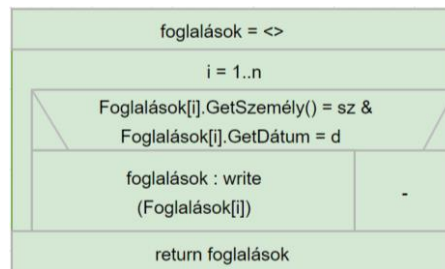 foglalások = <>
i = 1..n
Foglalások[i].GetSzemély() = sz &
Foglalások[i].GetDátum = d
foglalások : write
(Foglalások[i])
-
return foglalások